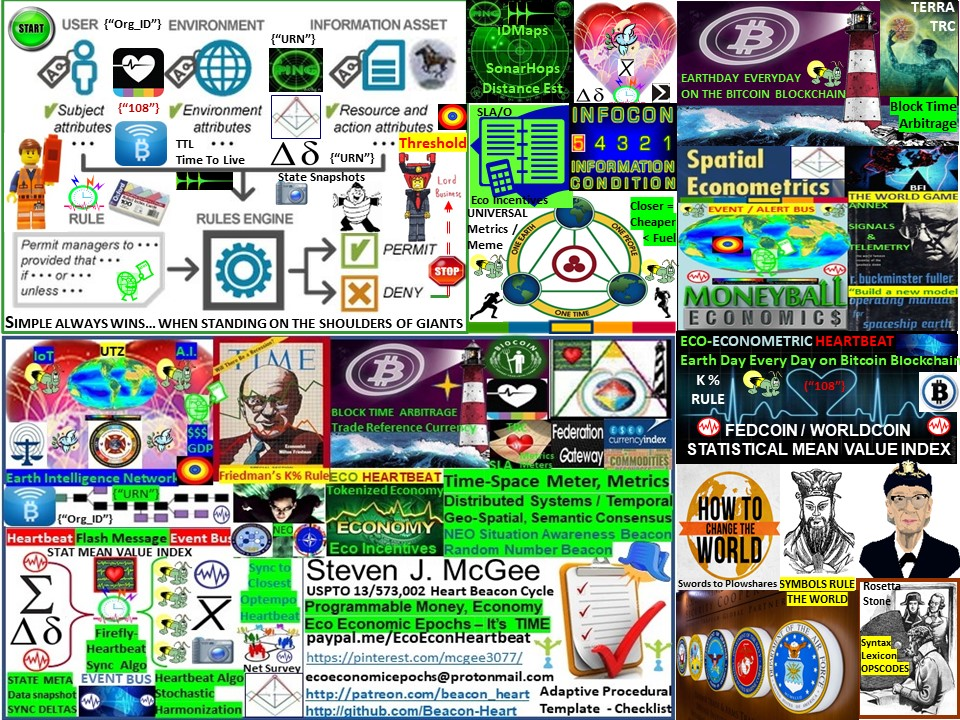 START
USER {"Org_ID"} ENVIRONMENT INFORMATION ASSET
{"URN"}
Subject attributes
{"108"}
Environment attributes
Resource and action attributes
• • •
TTL
Time To Live
{"URN"}
Threshold
State Snapshots
Lord
Business
RULE
RULES ENGINE
Permit managers to • • •
provided that • • •
if • • • or • • •
unless • • •
PERMIT
DENY
STOP
SIMPLE ALWAYS WINS... WHEN STANDING ON THE SHOULDERS OF GIANTS
IDMaps
SonarHops
Distance Est
SLA/O
Eco Incentives
INFOCON
5 4 3 2 1
INFORMATION
CONDITION
UNIVERSAL
Metrics /
Meme
Closer =
Cheaper
< Fuel
ONE EARTH
ONE PEOPLE
ONE TIME
TERRA
TRC
EARTHDAY EVERYDAY
ON THE BITCOIN BLOCKCHAIN
Block Time
Arbitrage
Spatial
Econometrics
BFI
THE WORLD GAME
EVENT / ALERT BUS
ANNEX
SIGNALS
&
TELEMETRY
r. buckminster fuller
"Build a new model
operating manual
for
spaceship earth
MONEYBALL
ECONOMICS
ECO-ECONOMETRIC HEARTBEAT
Earth Day Every Day on Bitcoin Blockchain
K %
RULE
{"108"}
FEDCOIN / WORLDCOIN
STATISTICAL MEAN VALUE INDEX
IoT
UTZ
A.I.
$$$
GDP
Earth Intelligence Network
TIME
Friedman's K% Rule
BLOCK TIME ARBITRAGE
Trade Reference Currency
BIOCOIN
TRC
SLA
Metrics
Meters
Federation
Gateway
currencyindex
COMMODITIES
{"URN"}
{"Org_ID"}
Heartbeat Flash Message Event Bus
NEO
ECO HEARTBEAT
Tokenized Economy
ECONOMY
Eco Incentives
Time-Space Meter, Metrics
Distributed Systems / Temporal
Geo-Spatial, Semantic Consensus
NEO Situation Awareness Beacon
Random Number Beacon
STAT MEAN VALUE INDEX
Σ
Δδ
X
Firefly-
Heartbeat
Sync Algo
EVENT BUS
STATE META
Data snapshot
SYNC DELTAS
Heartbeat Algo
Stochastic
Harmonization
Sync to
Closest
Optempo
Heartbeat
Net Survey
Steven J. McGee
USPTO 13/573,002 Heart Beacon Cycle
Programmable Money, Economy
Eco Economic Epochs – It's TIME
paypal.me/EcoEconHeartbeat
https://pinterest.com/mcgee3077/
ecoeconomicepochs@protonmail.com
http://patreon.com/beacon_heart
http://github.com/Beacon-Heart
Adaptive Procedural
Template - Checklist
HOW TO
CHANGE THE
WORLD
Swords to Plowshares
SYMBOLS RULE
THE WORLD
Rosetta
Stone
Syntax
Lexicon
OPSCODES